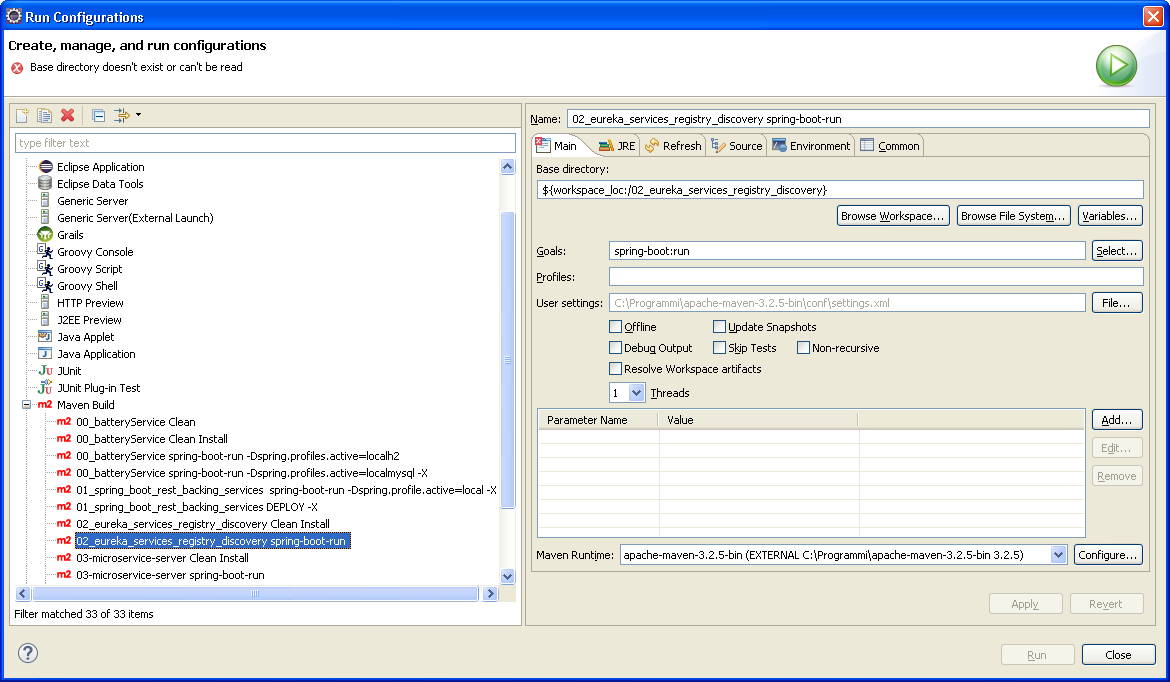 Run Configurations
Create, manage, and run configurations
Base directory doesn't exist or can't be read
type filter text
Eclipse Application
Eclipse Data Tools
Generic Server
Generic Server(External Launch)
Grails
Groovy Console
Groovy Script
Groovy Shell
HTTP Preview
J2EE Preview
Java Applet
Java Application
JUnit
JUnit Plug-in Test
Maven Build
00_batteryService Clean
00_batteryService Clean Install
00_batteryService spring-boot-run -Dspring.profiles.active=localh2
00_batteryService spring-boot-run -Dspring.profiles.active=localmysql -X
01_spring_boot_rest_backing_services  spring-boot-run -Dspring.profile.active=local -X
01_spring_boot_rest_backing_services DEPLOY -X
02_eureka_services_registry_discovery Clean Install
02_eureka_services_registry_discovery spring-boot-run
03-microservice-server Clean Install
03-microservice-server spring-boot-run
Filter matched 33 of 33 items
Name: 02_eureka_services_registry_discovery spring-boot-run
Main JRE Refresh Source Environment Common
Base directory:
${workspace_loc:/02_eureka_services_registry_discovery}
Browse Workspace... Browse File System... Variables...
Goals: spring-boot:run Select...
Profiles:
User settings: C:\Programmi\apache-maven-3.2.5-bin\conf\settings.xml File...
Offline Update Snapshots
Debug Output Skip Tests Non-recursive
Resolve Workspace artifacts
1 Threads
Parameter Name Value Add...
Edit...
Remove
Maven Runtime: apache-maven-3.2.5-bin (EXTERNAL C:\Programmi\apache-maven-3.2.5-bin 3.2.5) Configure...
Apply Revert
Run Close